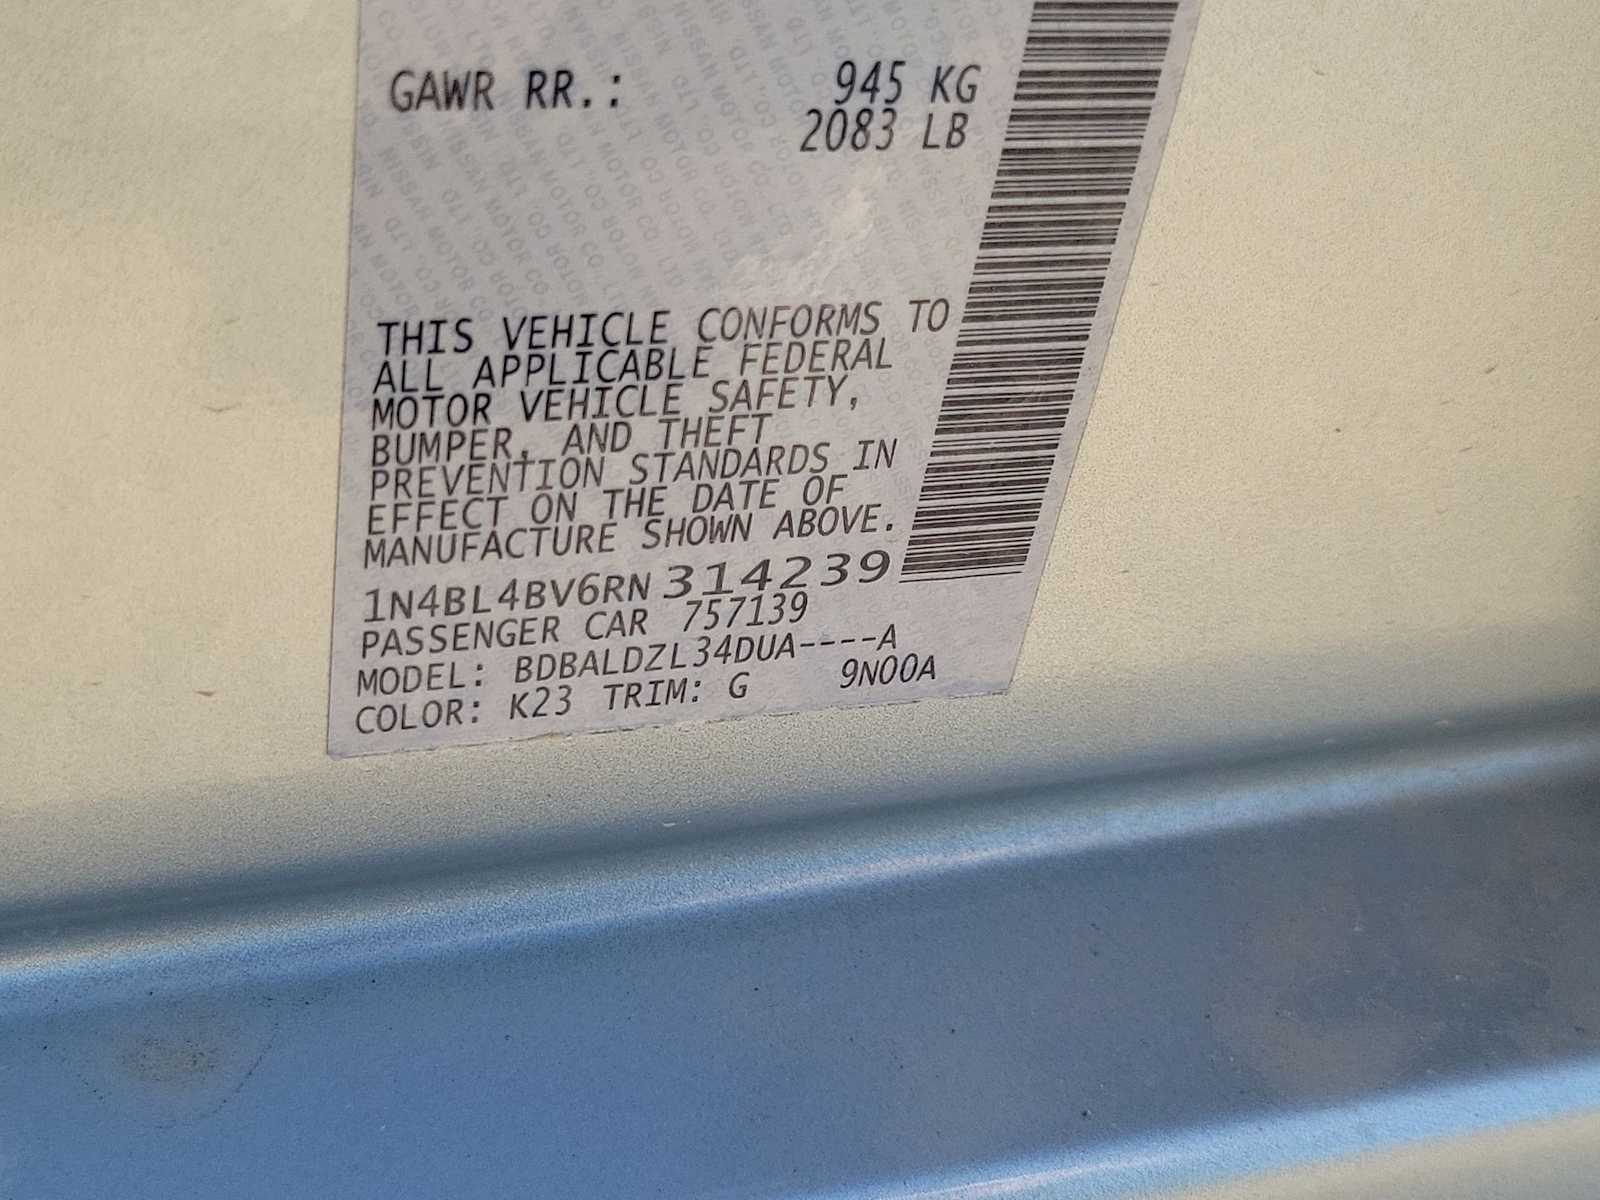 GAWR RR.: 945 KG
2083 LB
THIS VEHICLE CONFORMS TO
ALL APPLICABLE FEDERAL
MOTOR VEHICLE SAFETY,
BUMPER, AND THEFT
PREVENTION STANDARDS IN
EFFECT ON THE DATE OF
MANUFACTURE SHOWN ABOVE.
1N4BL4BV6RN314239
PASSENGER CAR 757139
MODEL: BDBALDZL34DUA----A
COLOR: K23 TRIM: G 9N00A